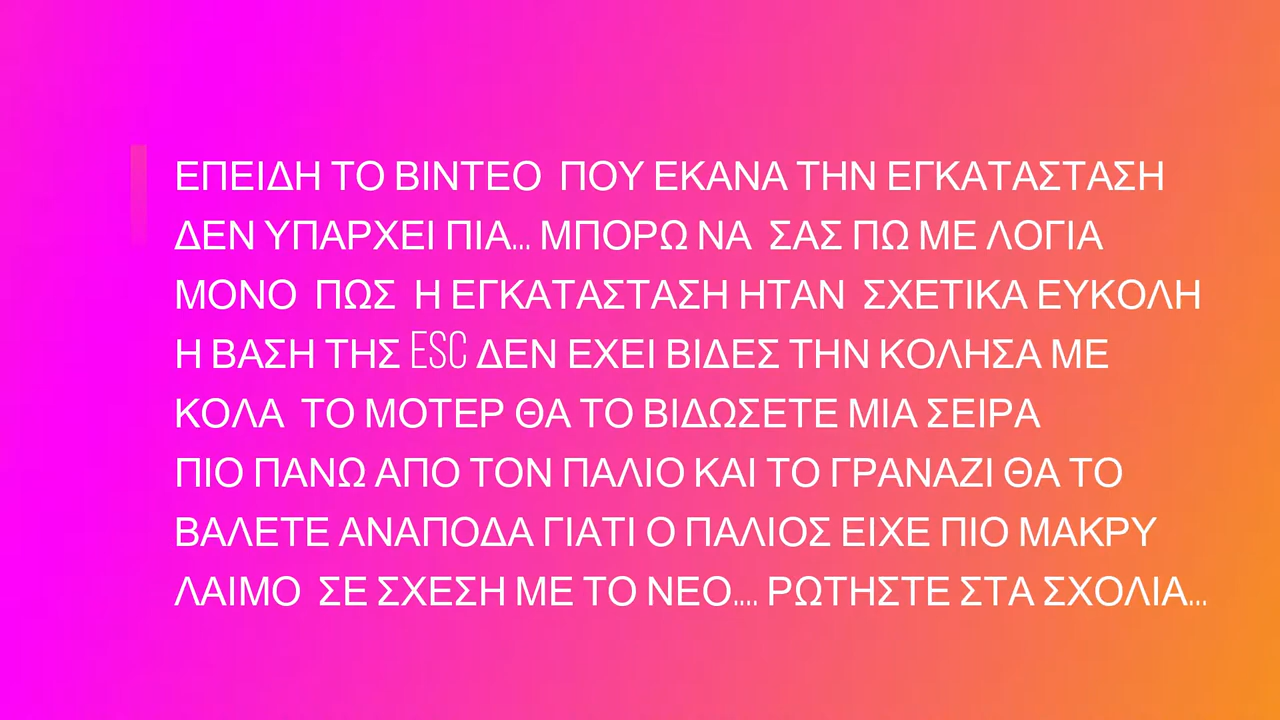 ΕΠΕΙΔΗ ΤΟ ΒΙΝΤΕΟ  ΠΟΥ ΕΚΑΝΑ ΤΗΝ ΕΓΚΑΤΑΣΤΑΣΗ
ΔΕΝ ΥΠΑΡΧΕΙ ΠΙΑ... ΜΠΟΡΩ ΝΑ  ΣΑΣ ΠΩ ΜΕ ΛΟΓΙΑ
ΜΟΝΟ  ΠΩΣ  Η ΕΓΚΑΤΑΣΤΑΣΗ ΗΤΑΝ  ΣΧΕΤΙΚΑ ΕΥΚΟΛΗ
Η ΒΑΣΗ ΤΗΣ ESC ΔΕΝ ΕΧΕΙ ΒΙΔΕΣ ΤΗΝ ΚΟΛΗΣΑ ΜΕ
ΚΟΛΑ  ΤΟ ΜΟΤΕΡ ΘΑ ΤΟ ΒΙΔΩΣΕΤΕ ΜΙΑ ΣΕΙΡΑ
ΠΙΟ ΠΑΝΩ ΑΠΟ ΤΟΝ ΠΑΛΙΟ ΚΑΙ ΤΟ ΓΡΑΝΑΖΙ ΘΑ ΤΟ
ΒΑΛΕΤΕ ΑΝΑΠΟΔΑ ΓΙΑΤΙ Ο ΠΑΛΙΟΣ ΕΙΧΕ ΠΙΟ ΜΑΚΡΥ
ΛΑΙΜΟ  ΣΕ ΣΧΕΣΗ ΜΕ ΤΟ ΝΕΟ.... ΡΩΤΗΣΤΕ ΣΤΑ ΣΧΟΛΙΑ...